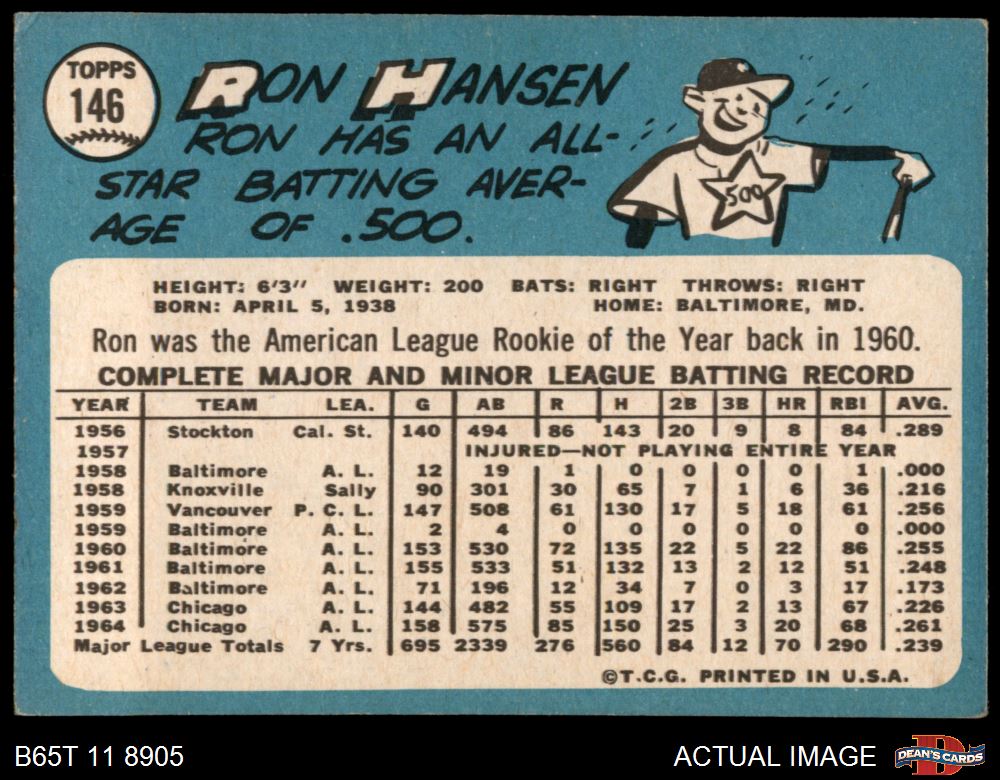 TOPPS
146
RON HANSEN
RON HAS AN ALL-
STAR BATTING AVER-
AGE OF .500.
500
HEIGHT: 6'3" WEIGHT: 200 BATS: RIGHT THROWS: RIGHT
BORN: APRIL 5, 1938 HOME: BALTIMORE, MD.
Ron was the American League Rookie of the Year back in 1960.
COMPLETE MAJOR AND MINOR LEAGUE BATTING RECORD
YEAR TEAM LEA. G AB R H 2B 3B HR RBI AVG.
1956 Stockton Cal. St. 140 494 86 143 20 9 8 84 .289
1957 INJURED—NOT PLAYING ENTIRE YEAR
1958 Baltimore A. L. 12 19 1 0 0 0 0 1 .000
1958 Knoxville Sally 90 301 30 65 7 1 6 36 .216
1959 Vancouver P. C. L. 147 508 61 130 17 5 18 61 .256
1959 Baltimore A. L. 2 4 0 0 0 0 0 0 .000
1960 Baltimore A. L. 153 530 72 135 22 5 22 86 .255
1961 Baltimore A. L. 155 533 51 132 13 2 12 51 .248
1962 Baltimore A. L. 71 196 12 34 7 0 3 17 .173
1963 Chicago A. L. 144 482 55 109 17 2 13 67 .226
1964 Chicago A. L. 158 575 85 150 25 3 20 68 .261
Major League Totals 7 Yrs. 695 2339 276 560 84 12 70 290 .239
©T.C.G. PRINTED IN U.S.A.
B65T 11 8905 ACTUAL IMAGE
D
DEAN'S CARDS